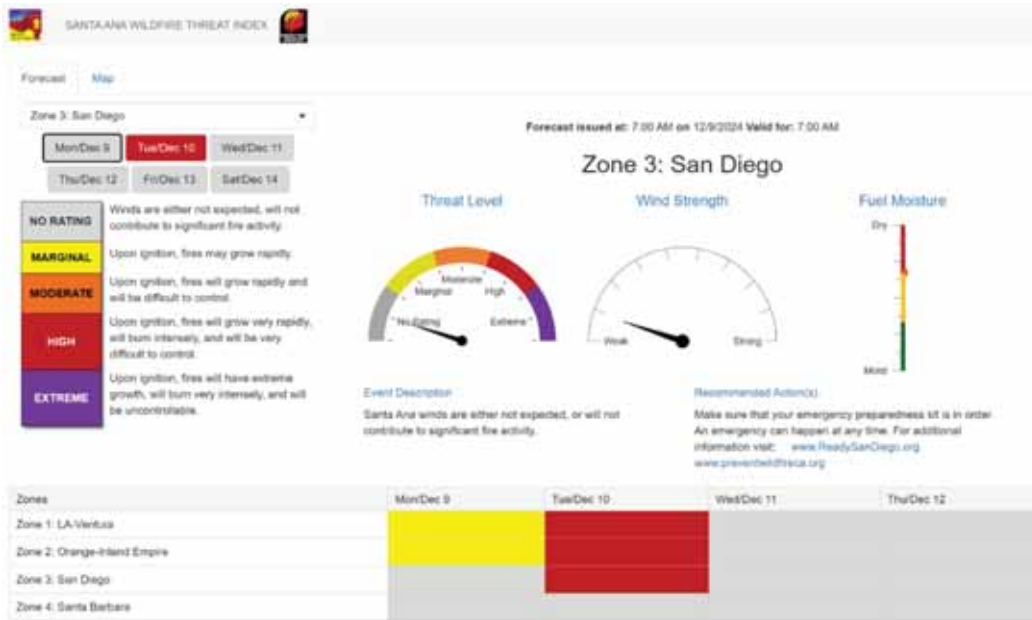 SANTA ANA WILDFIRE THREAT INDEX
Forecast Map
Zone 3: San Diego
Mon/Dec 9 Tue/Dec 10 Wed/Dec 11
Thu/Dec 12 Fri/Dec 13 Sat/Dec 14
NO RATING
Winds are either not expected, will not
contribute to significant fire activity.
MARGINAL
Upon ignition, fires may grow rapidly.
MODERATE
Upon ignition, fires will grow rapidly and
will be difficult to control.
HIGH
Upon ignition, fires will grow very rapidly,
will burn intensely, and will be very
difficult to control.
EXTREME
Upon ignition, fires will have extreme
growth, will burn very intensely, and will
be uncontrollable.
Forecast issued at: 7:00 AM on 12/9/2024 Valid for: 7:00 AM
Zone 3: San Diego
Threat Level
No Rating
Marginal
Moderate
High
Extreme
Wind Strength
Weak
Strong
Fuel Moisture
Dry
Moist
Event Description
Santa Ana winds are either not expected, or will not
contribute to significant fire activity.
Recommended Action(s)
Make sure that your emergency preparedness kit is in order.
An emergency can happen at any time. For additional
information visit: www.ReadySanDiego.org
www.preventwildfireca.org
Zones Mon/Dec 9 Tue/Dec 10 Wed/Dec 11 Thu/Dec 12
Zone 1: LA-Ventura
Zone 2: Orange-Inland Empire
Zone 3: San Diego
Zone 4: Santa Barbara